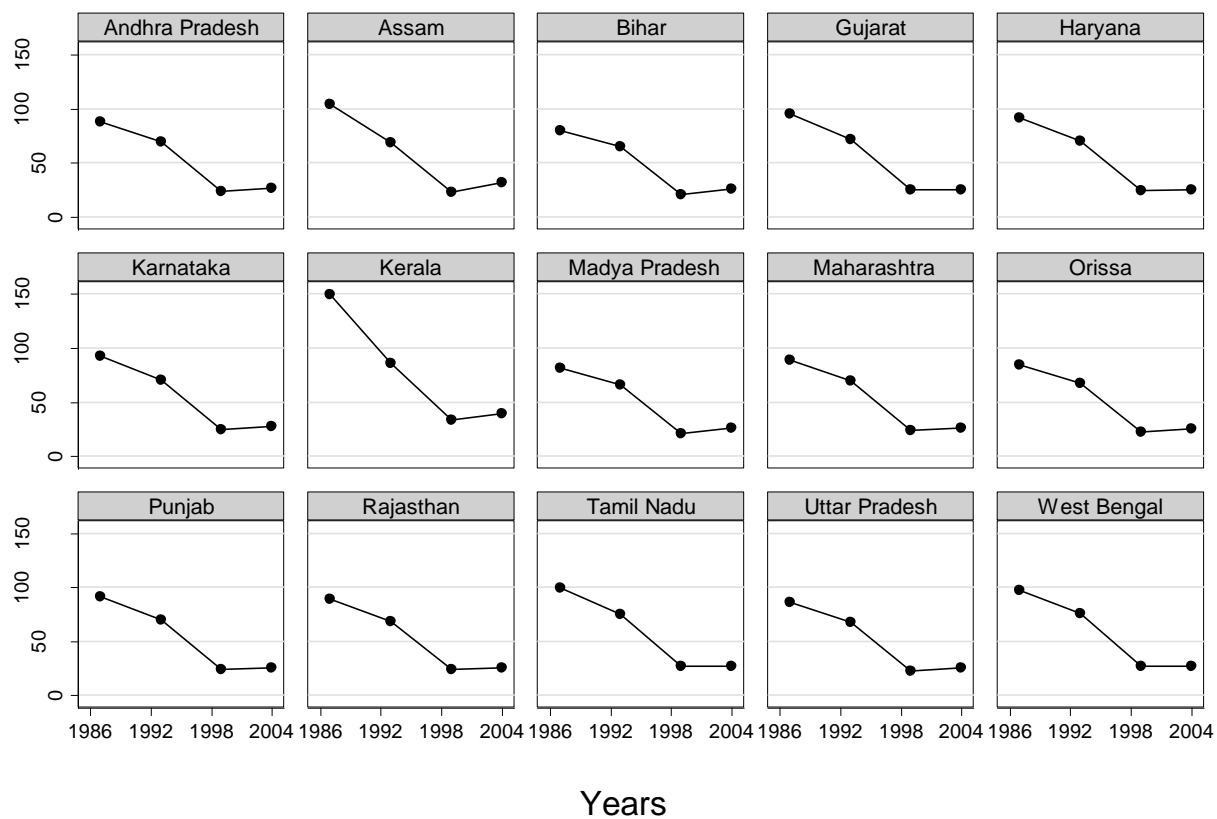 Andhra Pradesh Assam Bihar Gujarat Haryana
150
100
50
0
Karnataka Kerala Madya Pradesh Maharashtra Orissa
150
100
50
0
Punjab Rajasthan Tamil Nadu Uttar Pradesh West Bengal
150
100
50
0
1986 1992 1998 2004 1986 1992 1998 2004 1986 1992 1998 2004 1986 1992 1998 2004 1986 1992 1998 2004
Years